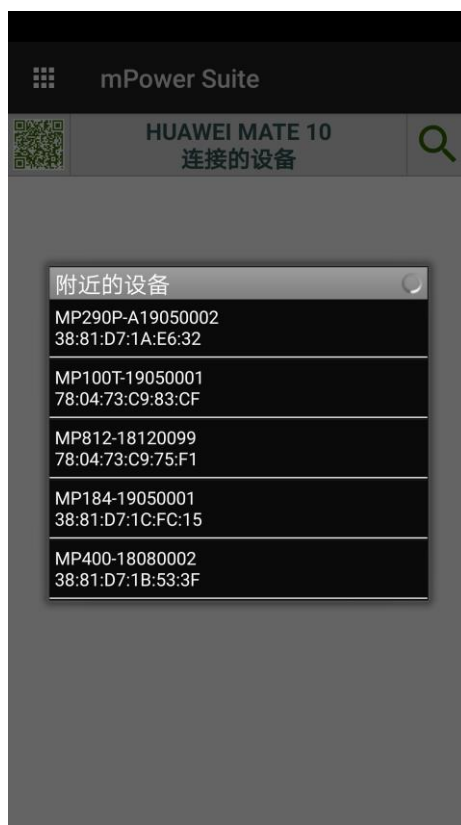 mPower Suite
HUAWEI MATE 10
连接的设备
附近的设备
MP290P-A19050002
38:81:D7:1A:E6:32
MP100T-19050001
78:04:73:C9:83:CF
MP812-18120099
78:04:73:C9:75:F1
MP184-19050001
38:81:D7:1C:FC:15
MP400-18080002
38:81:D7:1B:53:3F